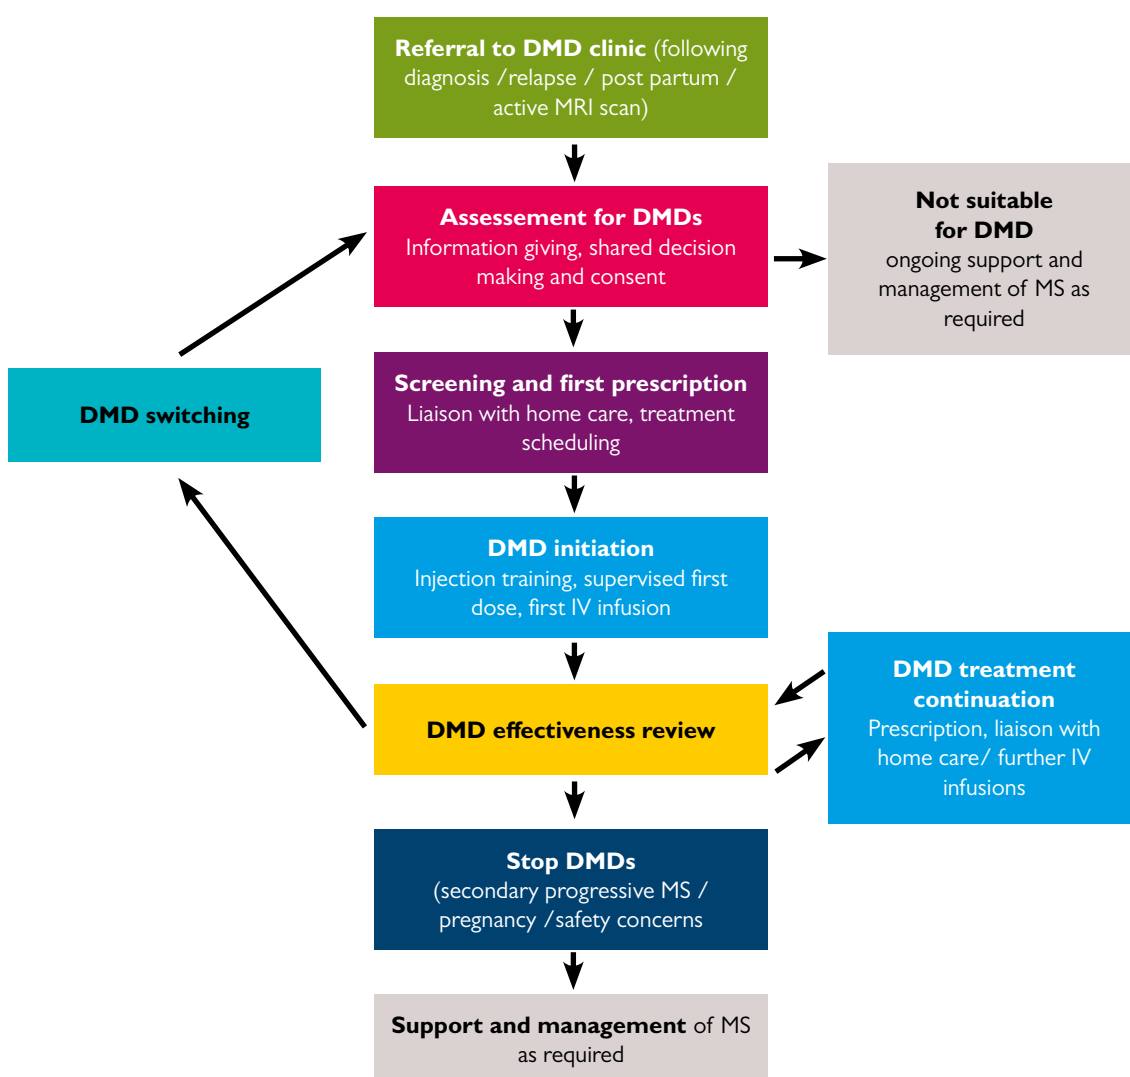 Referral to DMD clinic (following
diagnosis /relapse / post partum /
active MRI scan)
Assessement for DMDs
Information giving, shared decision
making and consent
Not suitable
for DMD
ongoing support and
management of MS as
required
Screening and first prescription
Liaison with home care, treatment
scheduling
DMD switching
DMD initiation
Injection training, supervised first
dose, first IV infusion
DMD effectiveness review
DMD treatment
continuation
Prescription, liaison with
home care/ further IV
infusions
Stop DMDs
(secondary progressive MS /
pregnancy /safety concerns
Support and management of MS
as required